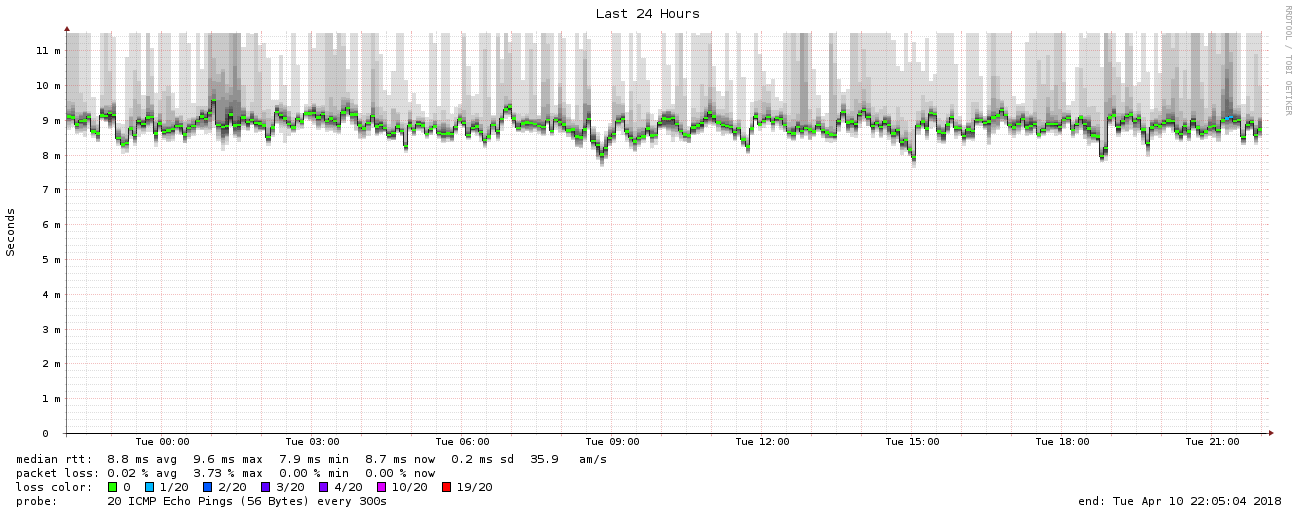 Last 24 Hours
RRDTOOL / TOBI OETIKER
Seconds
11 m
10 m
9 m
8 m
7 m
6 m
5 m
4 m
3 m
2 m
1 m
0
Tue 00:00 Tue 03:00 Tue 06:00 Tue 09:00 Tue 12:00 Tue 15:00 Tue 18:00 Tue 21:00
median rtt: 8.8 ms avg 9.6 ms max 7.9 ms min 8.7 ms now 0.2 ms sd 35.9 am/s
packet loss: 0.02 % avg 3.73 % max 0.00 % min 0.00 % now
loss color: 0 1/20 2/20 3/20 4/20 10/20 19/20
probe: 20 ICMP Echo Pings (56 Bytes) every 300s end: Tue Apr 10 22:05:04 2018